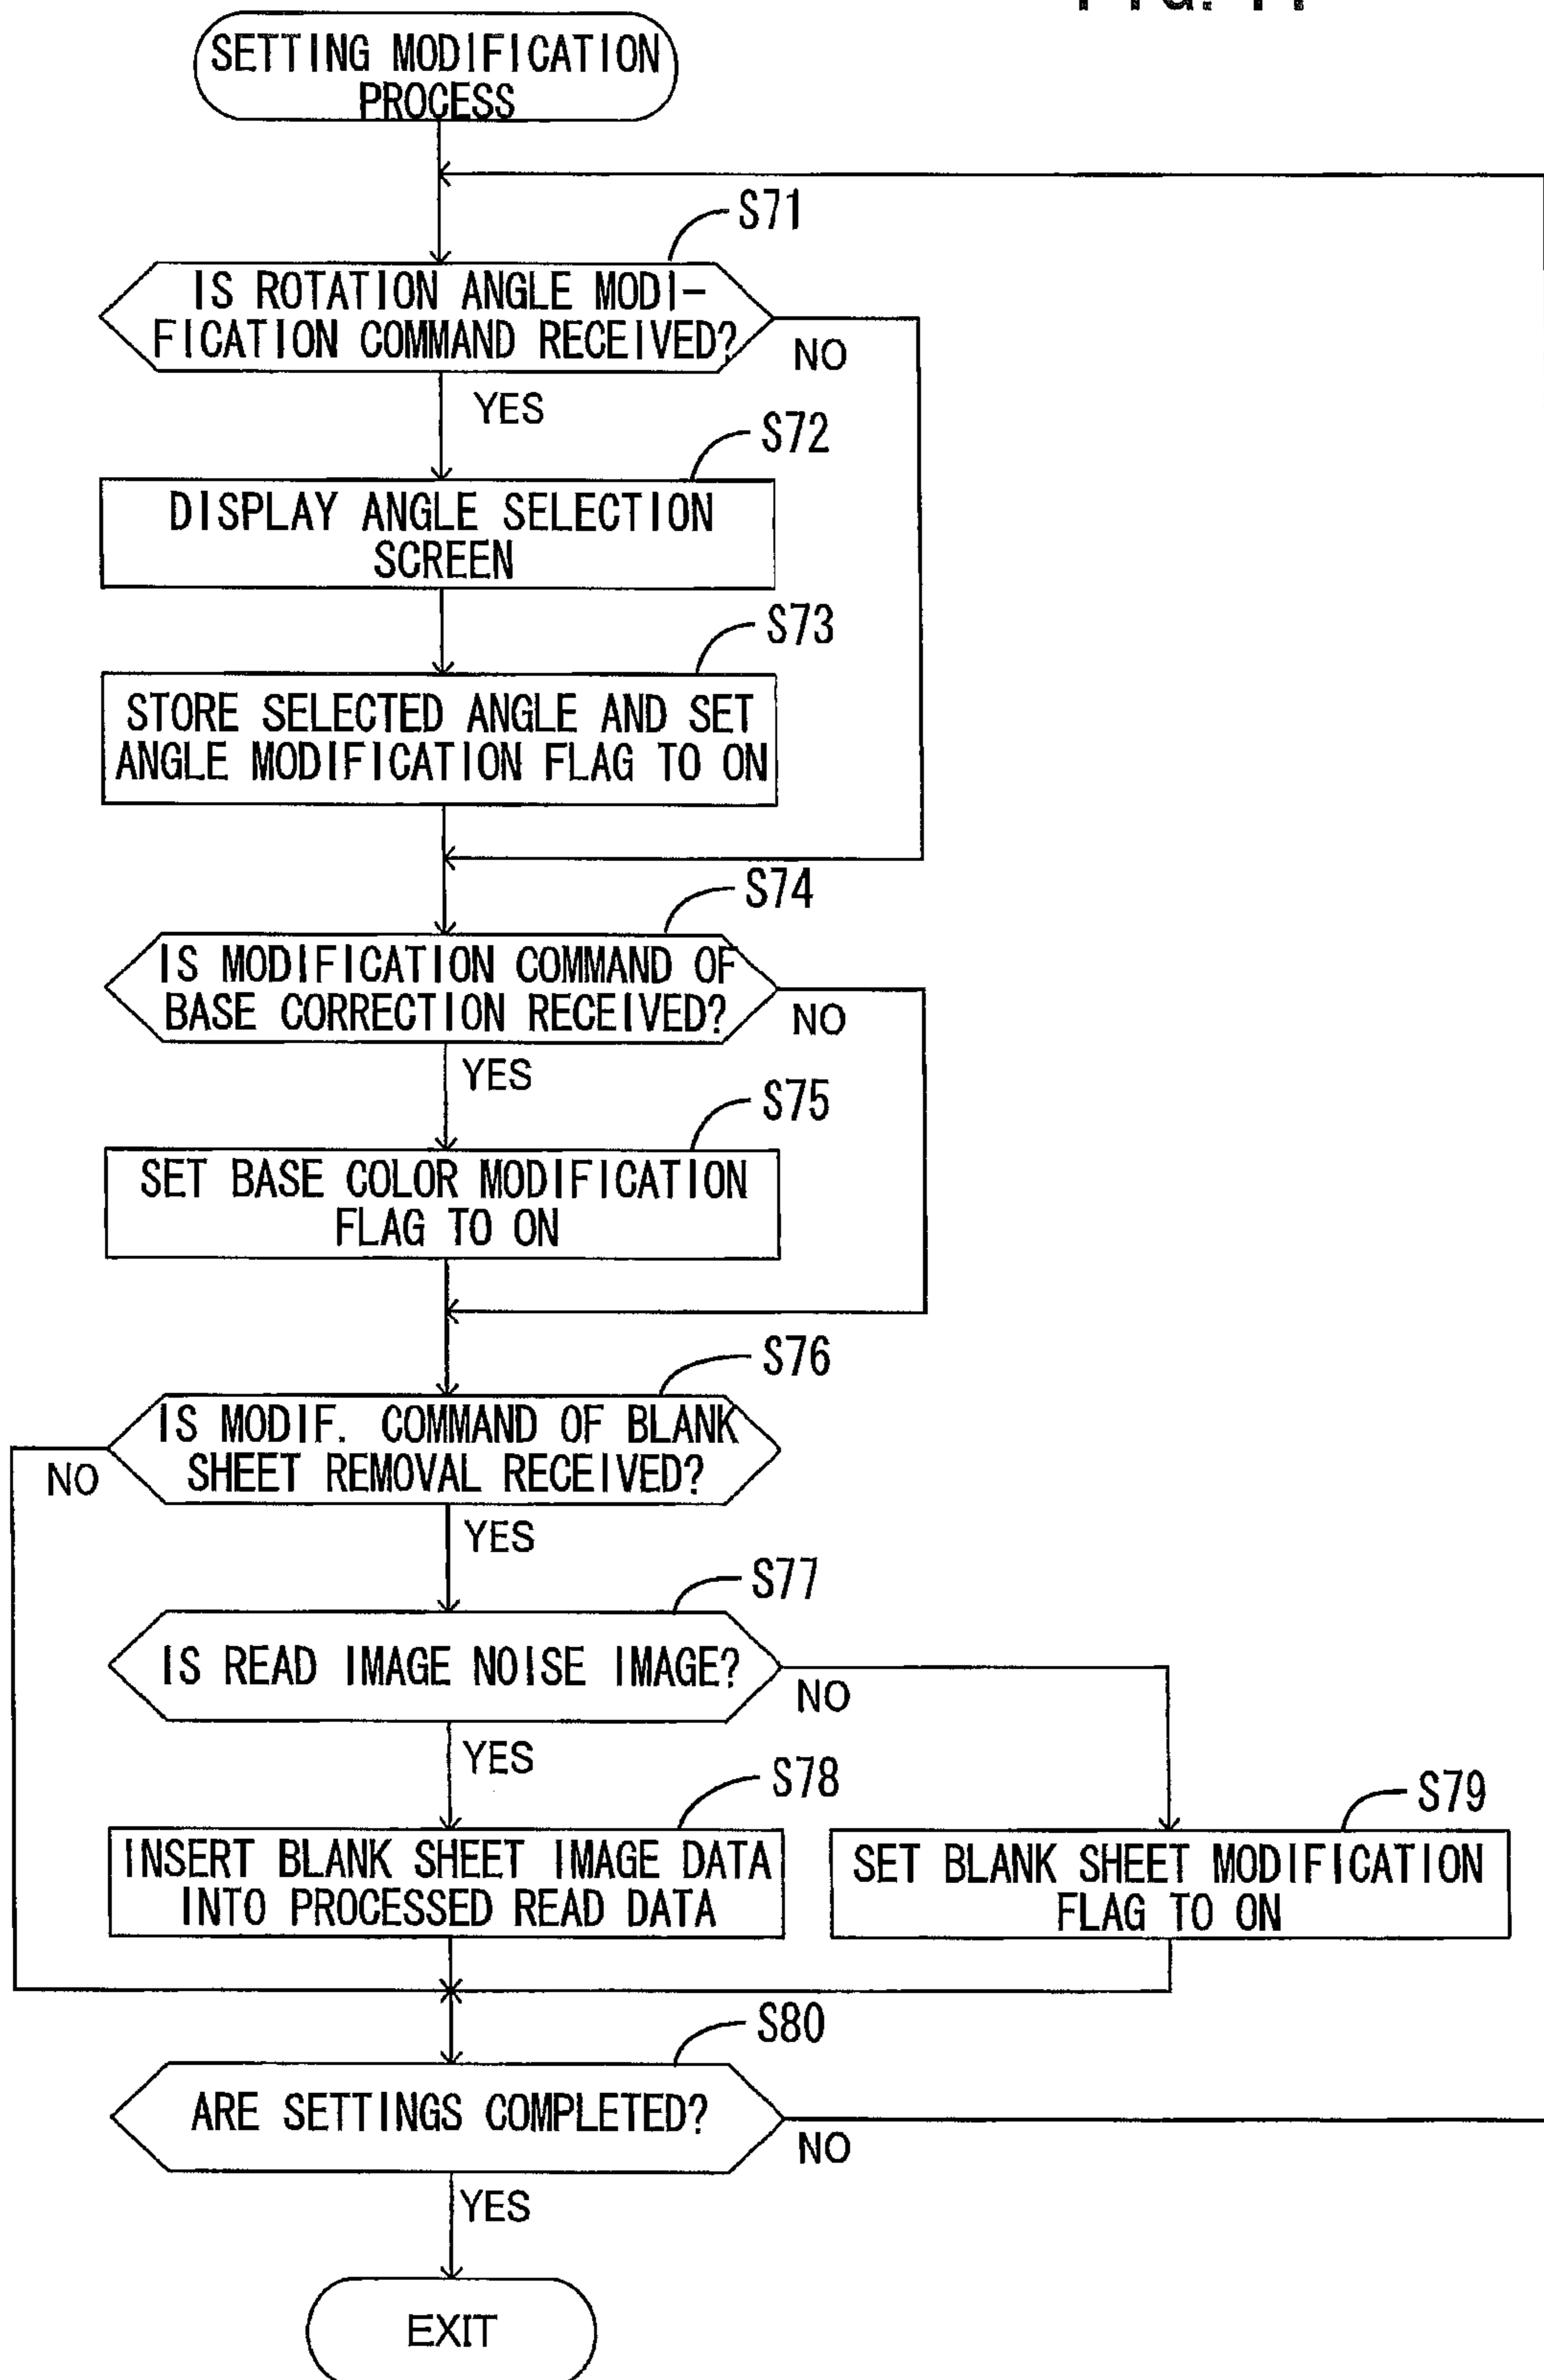 SETTING MODIFICATION
PROCESS
S71
IS ROTATION ANGLE MODI-
FICATION COMMAND RECEIVED?
NO
YES
S72
DISPLAY ANGLE SELECTION
SCREEN
S73
STORE SELECTED ANGLE AND SET
ANGLE MODIFICATION FLAG TO ON
S74
IS MODIFICATION COMMAND OF
BASE CORRECTION RECEIVED?
NO
YES
S75
SET BASE COLOR MODIFICATION
FLAG TO ON
S76
IS MODIF. COMMAND OF BLANK
SHEET REMOVAL RECEIVED?
NO
YES
S77
IS READ IMAGE NOISE IMAGE?
NO
YES
S78
INSERT BLANK SHEET IMAGE DATA
INTO PROCESSED READ DATA
S79
SET BLANK SHEET MODIFICATION
FLAG TO ON
S80
ARE SETTINGS COMPLETED?
NO
YES
EXIT